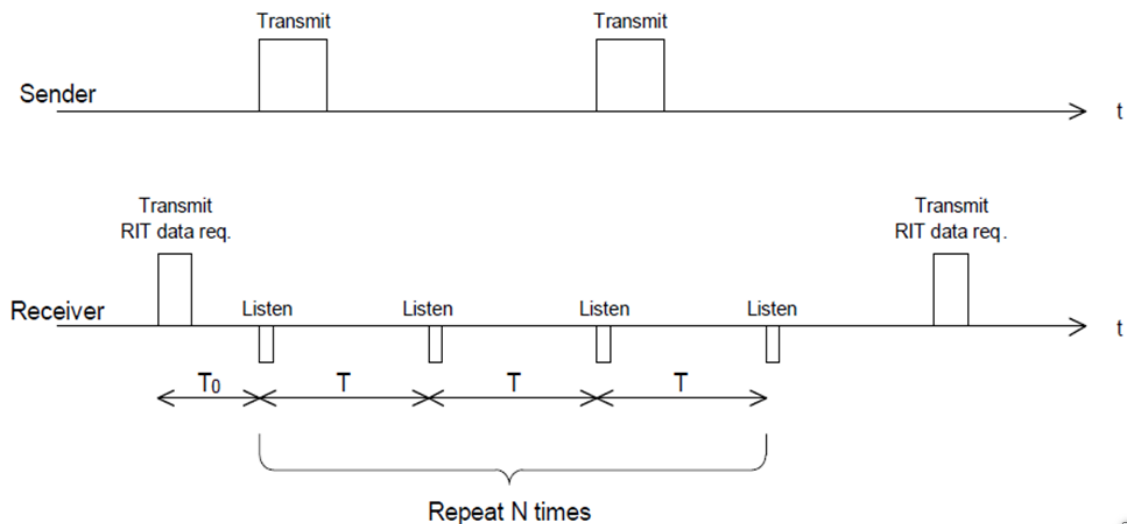 Transmit Transmit
Sender
t
Transmit Transmit
RIT data req. RIT data req.
Listen Listen Listen Listen
Receiver
t
T0 T T T
Repeat N times